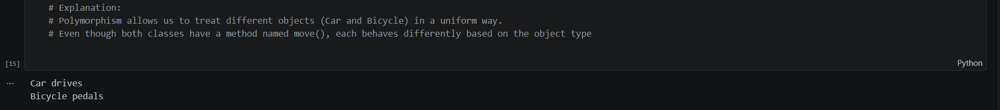 # Explanation:
# Polymorphism allows us to treat different objects (Car and Bicycle) in a uniform way.
# Even though both classes have a method named move(), each behaves differently based on the object type
[15]
Python
...
Car drives
Bicycle pedals